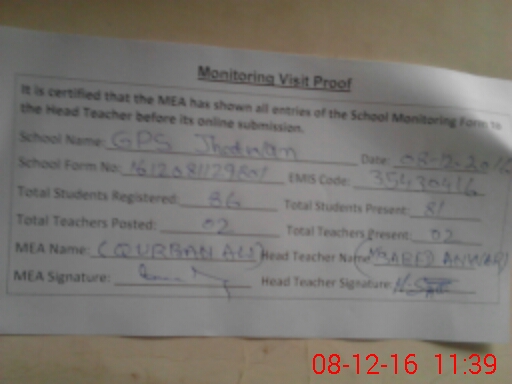 Monitoring Visit Proof
It is certified that the MEA has shown all entries of the School Monitoring Form to
the Head Teacher before its online submission.
School Name: GPS Date:
School Form No: EMIS Code: 35430416
Total Students Registered: 86 Total Students Present: 81
Total Teachers Posted: 02 Total Teachers Present: 02
MEA Name: (QURBAN ALI) Head Teacher Name ANWAR)
MEA Signature: Head Teacher Signature:
08-12-16 11:39